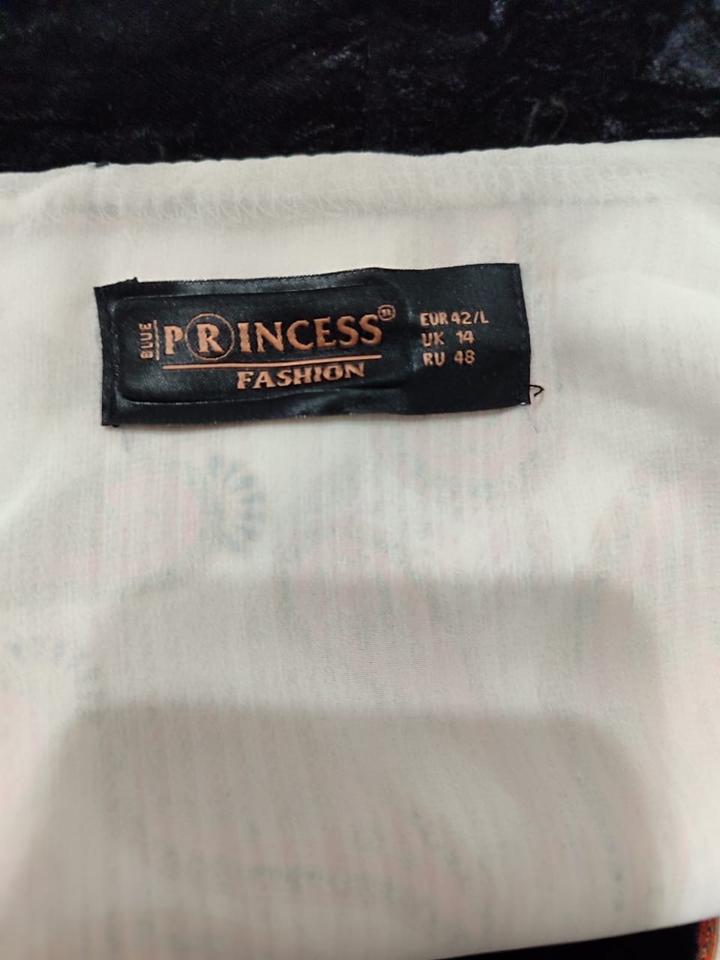 BLUE
PRINCESS
FASHION
EUR 42/L
UK 14
RU 48